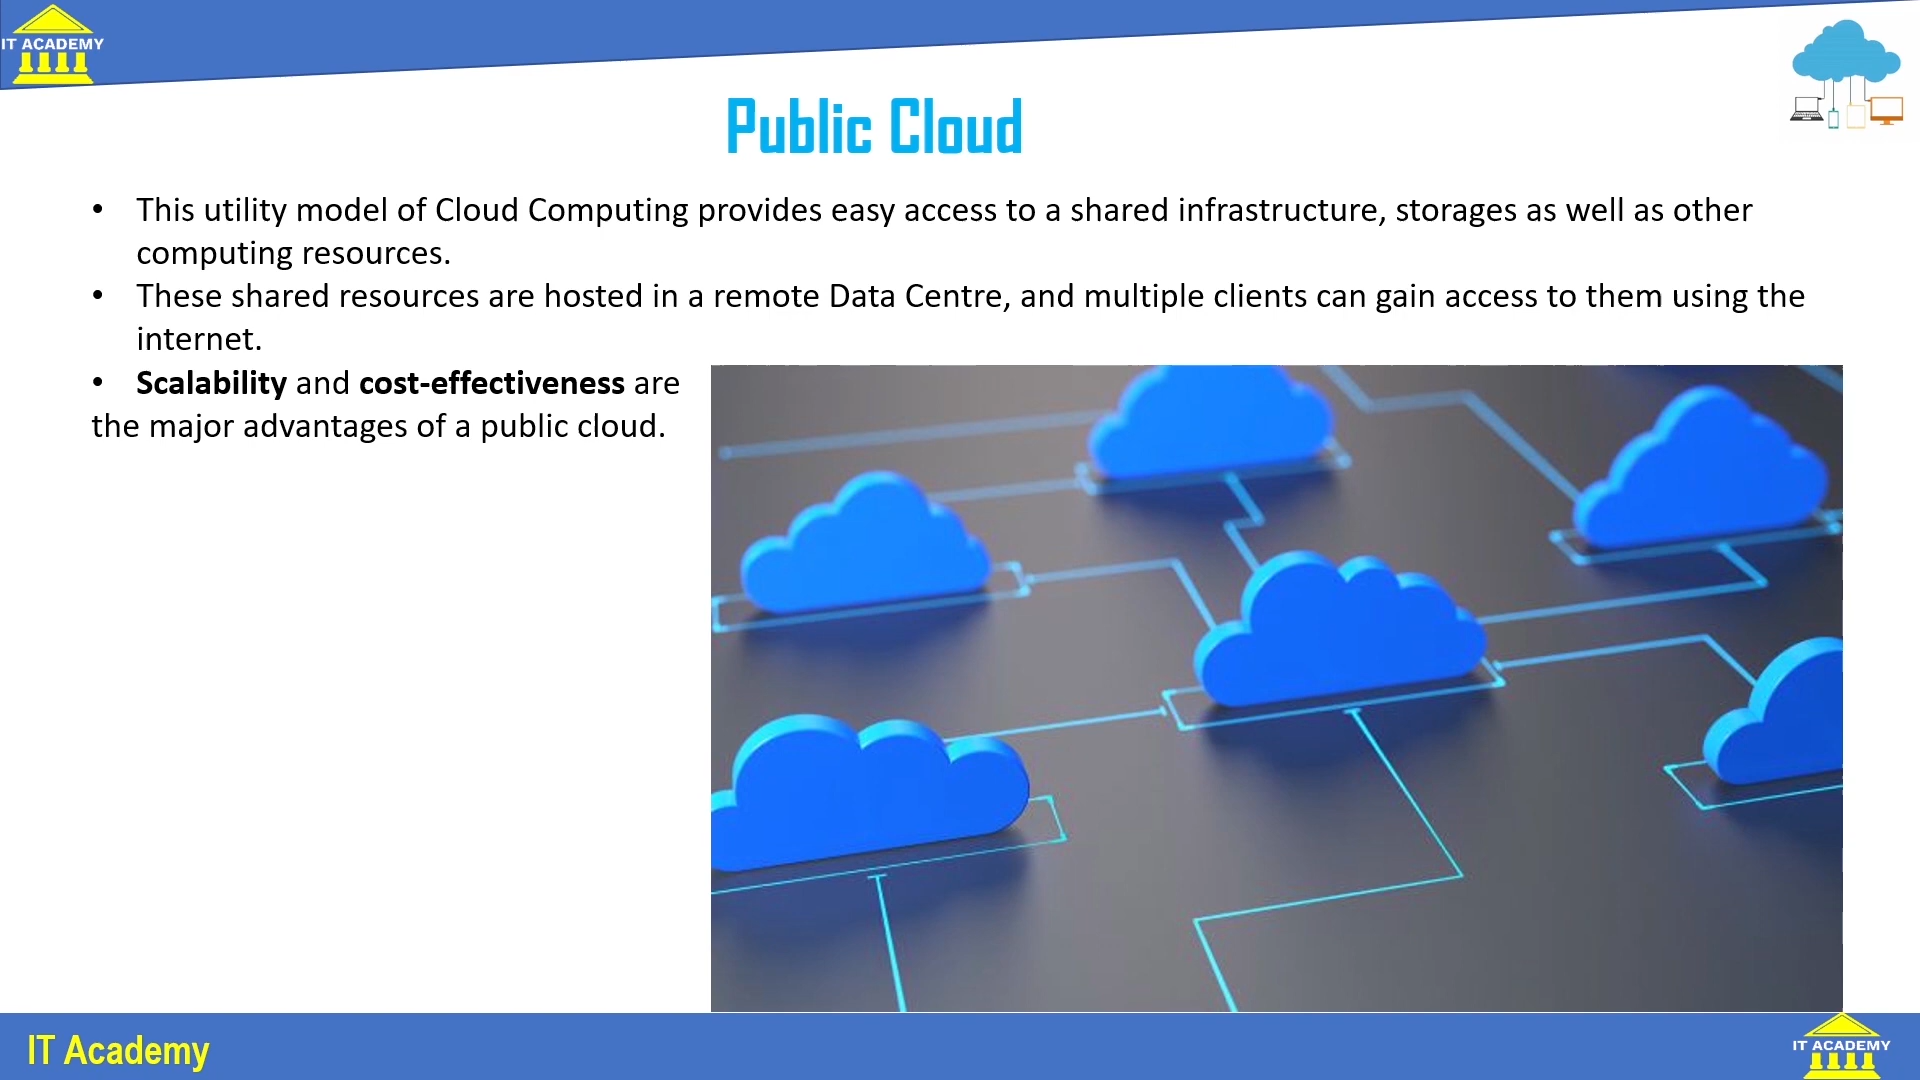 IT ACADEMY
Public Cloud
• This utility model of Cloud Computing provides easy access to a shared infrastructure, storages as well as other
computing resources.
• These shared resources are hosted in a remote Data Centre, and multiple clients can gain access to them using the
internet.
• Scalability and cost-effectiveness are
the major advantages of a public cloud.
IT Academy
IT ACADEMY